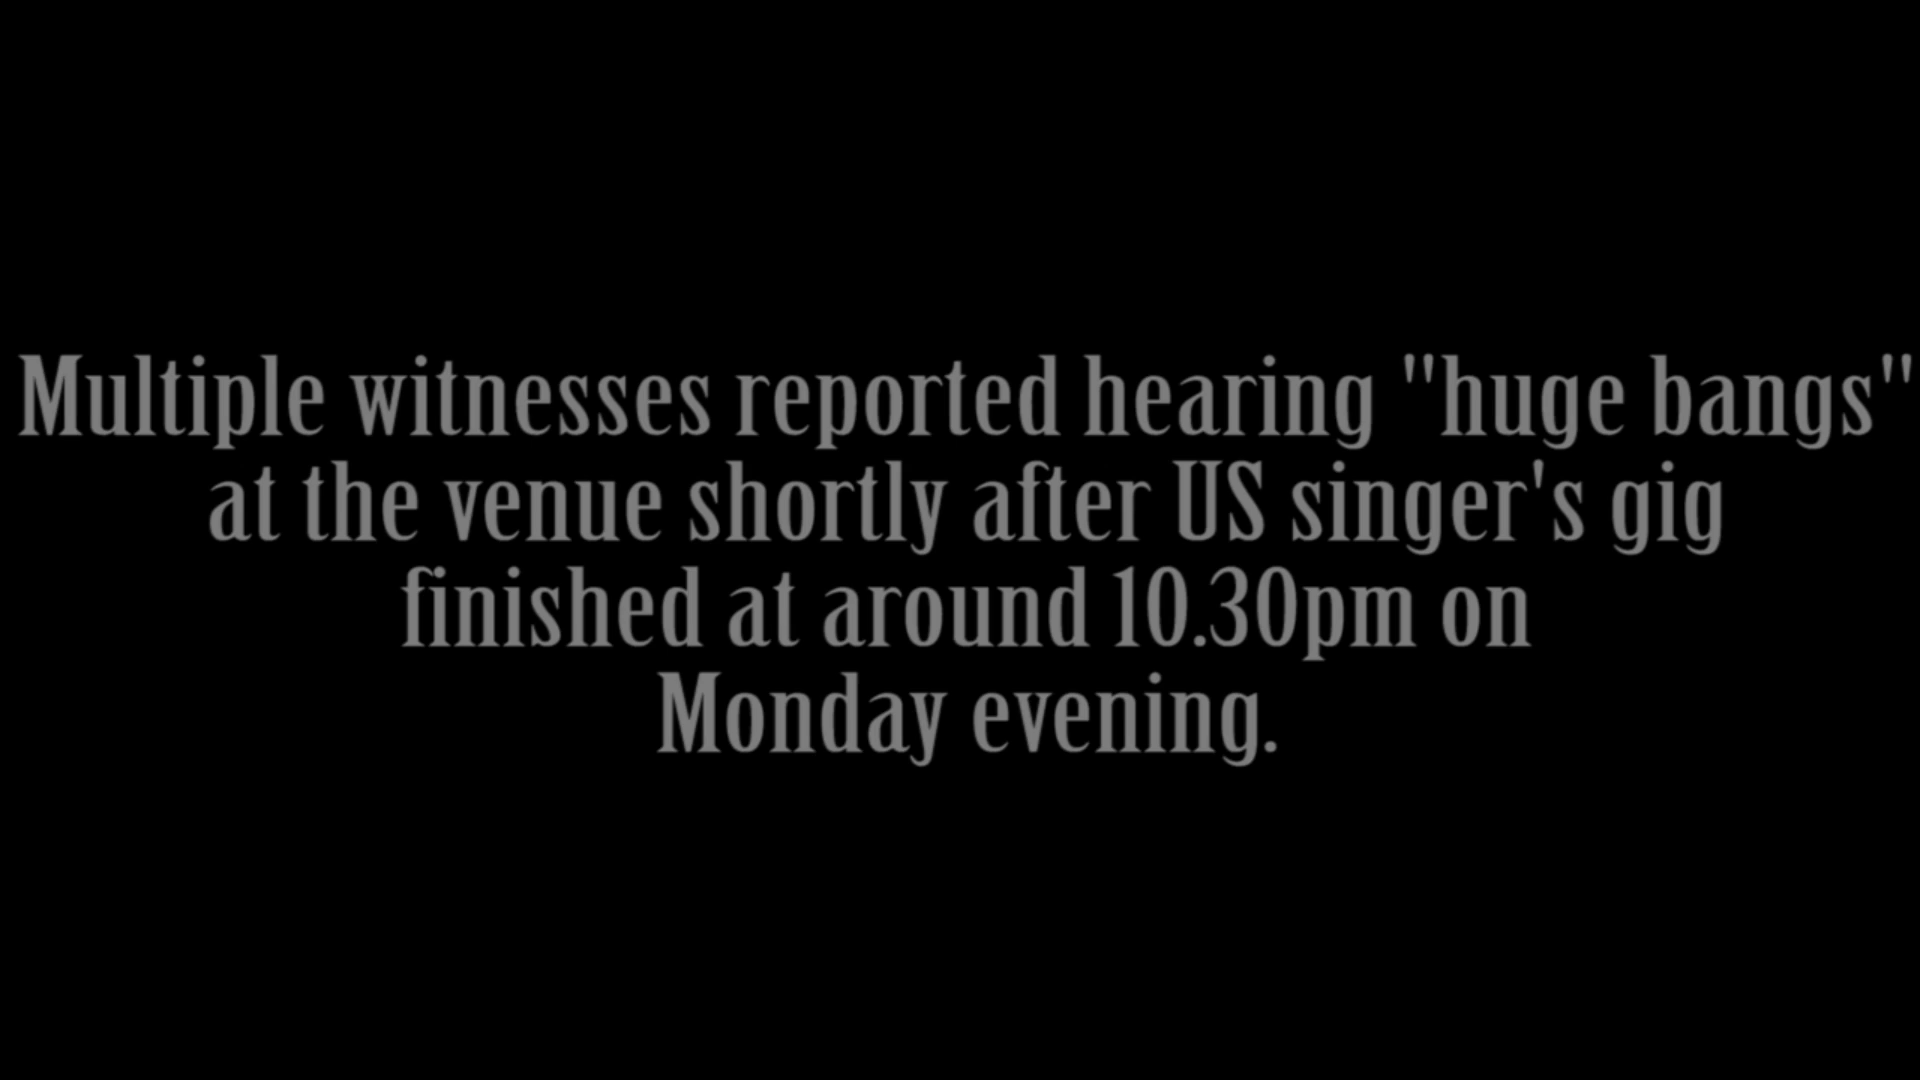 Multiple witnesses reported hearing "huge bangs"
at the venue shortly after US singer's gig
finished at around 10.30pm on
Monday evening.